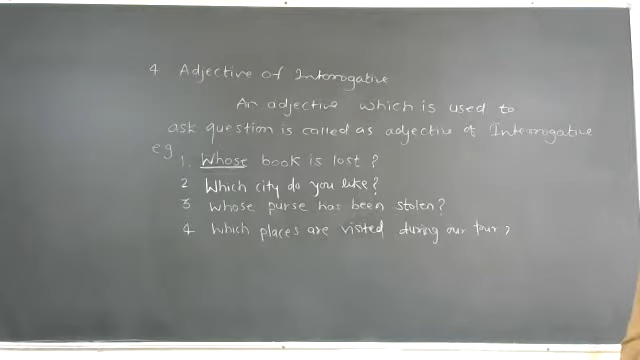 4 Adjective of Interrogative
An adjective which is used to
ask question is called as adjective of Interrogative
eg
1. Whose book is lost?
2 Which city do you like?
3 Whose purse has been stolen?
4 Which places are visited during our tour?